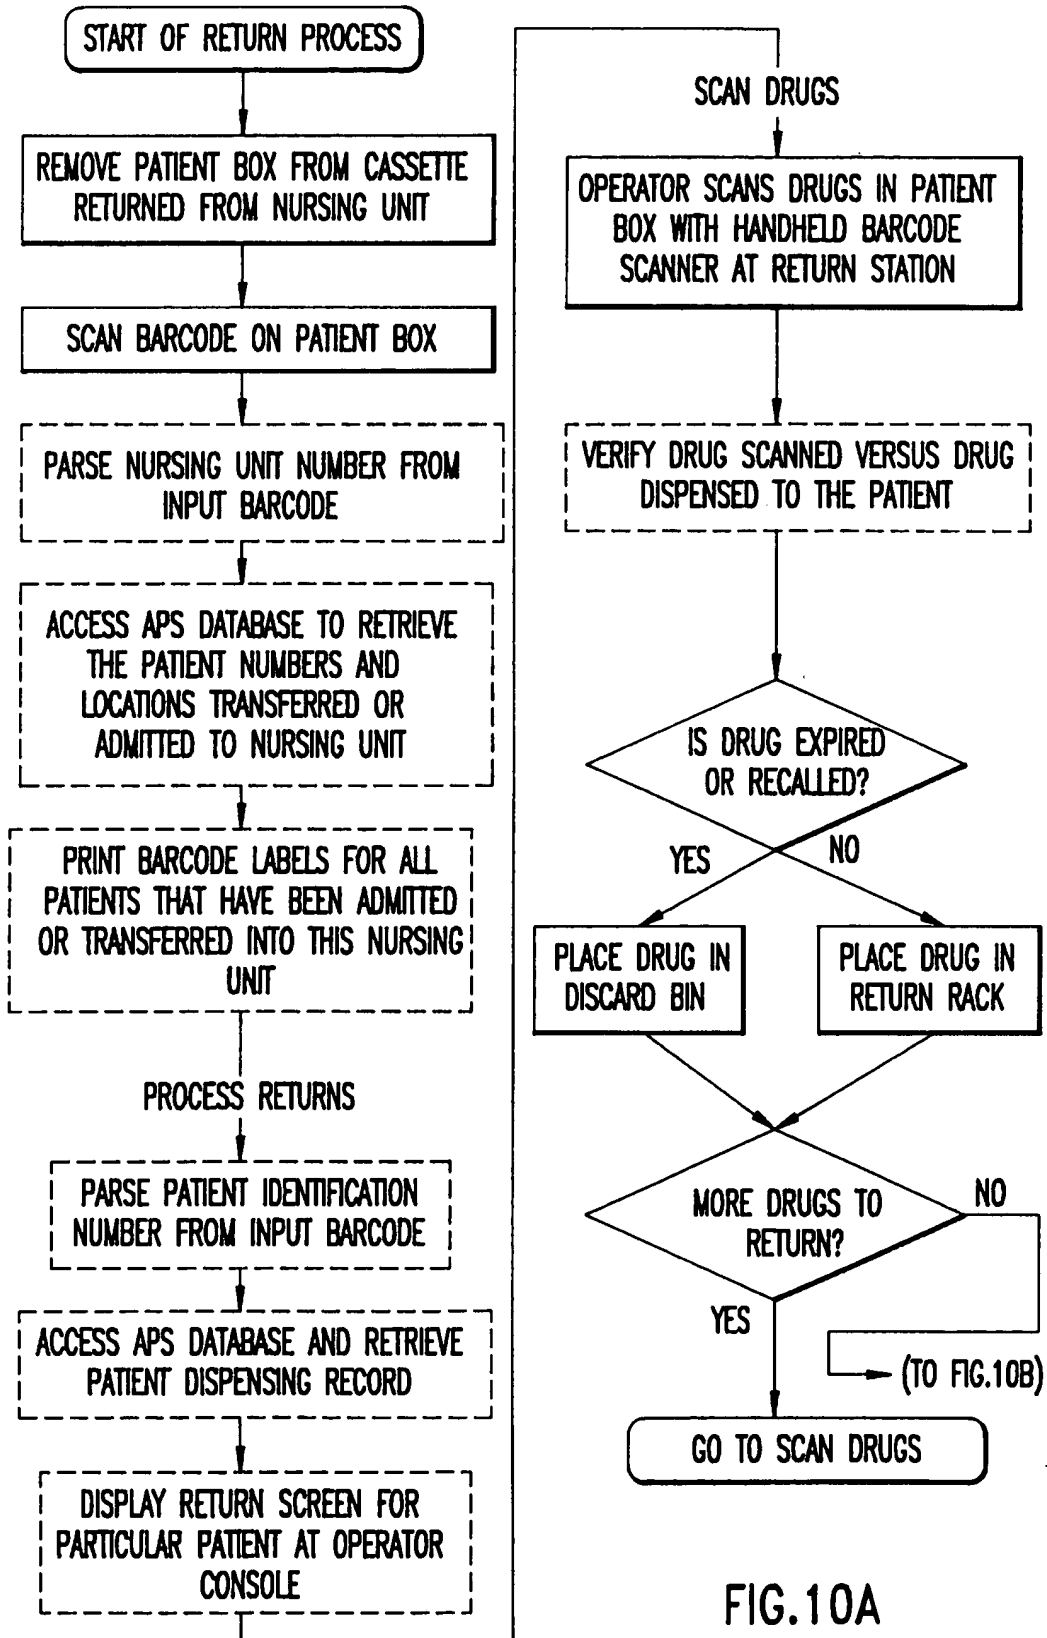 START OF RETURN PROCESS
REMOVE PATIENT BOX FROM CASSETTE
RETURNED FROM NURSING UNIT
SCAN BARCODE ON PATIENT BOX
PARSE NURSING UNIT NUMBER FROM
INPUT BARCODE
ACCESS APS DATABASE TO RETRIEVE
THE PATIENT NUMBERS AND
LOCATIONS TRANSFERRED OR
ADMITTED TO NURSING UNIT
PRINT BARCODE LABELS FOR ALL
PATIENTS THAT HAVE BEEN ADMITTED
OR TRANSFERRED INTO THIS NURSING
UNIT
PROCESS RETURNS
PARSE PATIENT IDENTIFICATION
NUMBER FROM INPUT BARCODE
ACCESS APS DATABASE AND RETRIEVE
PATIENT DISPENSING RECORD
DISPLAY RETURN SCREEN FOR
PARTICULAR PATIENT AT OPERATOR
CONSOLE
SCAN DRUGS
OPERATOR SCANS DRUGS IN PATIENT
BOX WITH HANDHELD BARCODE
SCANNER AT RETURN STATION
VERIFY DRUG SCANNED VERSUS DRUG
DISPENSED TO THE PATIENT
IS DRUG EXPIRED
OR RECALLED?
YES
NO
PLACE DRUG IN
DISCARD BIN
PLACE DRUG IN
RETURN RACK
MORE DRUGS TO
RETURN?
NO
YES
(TO FIG.10B)
GO TO SCAN DRUGS
FIG.10A